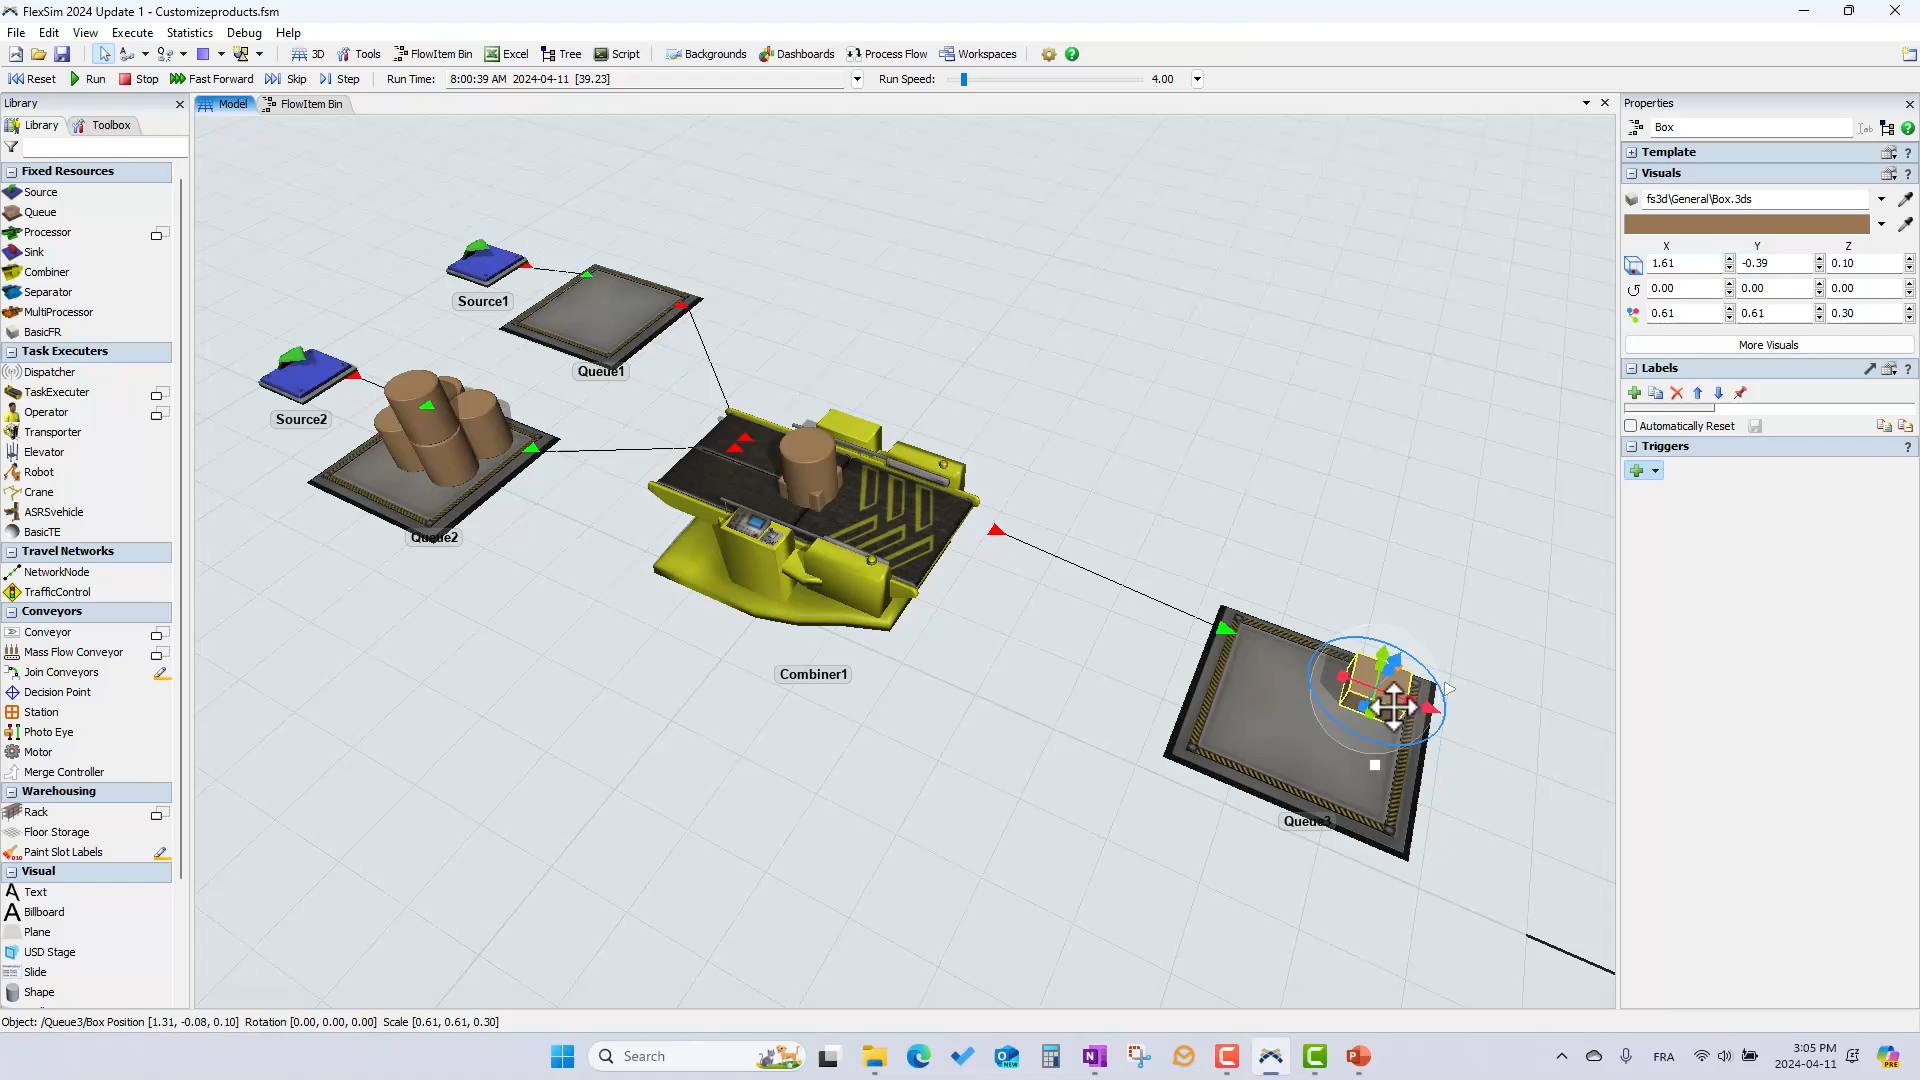 FlexSim 2024 Update 1 - Customizeproducts.fsm
File Edit View Execute Statistics Debug Help
3D Tools FlowItem Bin Excel Tree Script Backgrounds Dashboards Process Flow Workspaces
Reset Run Stop Fast Forward Skip Step Run Time: 8:00:39 AM 2024-04-11 [39.23] Run Speed: 4.00
Library
Library Toolbox
Fixed Resources
Source
Queue
Processor
Sink
Combiner
Separator
MultiProcessor
BasicFR
Task Executers
Dispatcher
TaskExecuter
Operator
Transporter
Elevator
Robot
Crane
ASRSvehicle
BasicTE
Travel Networks
NetworkNode
TrafficControl
Conveyors
Conveyor
Mass Flow Conveyor
Join Conveyors
Decision Point
Station
Photo Eye
Motor
Merge Controller
Warehousing
Rack
Floor Storage
Paint Slot Labels
Visual
Text
Billboard
Plane
USD Stage
Slide
Shape
Model FlowItem Bin
Source1
Queue1
Source2
Queue2
Combiner1
Queue3
Properties
Box
Template
Visuals
fs3d\General\Box.3ds
X Y Z
1.61 -0.39 0.10
0.00 0.00 0.00
0.61 0.61 0.30
More Visuals
Labels
Automatically Reset
Triggers
Object: /Queue3/Box Position [1.31, -0.08, 0.10] Rotation [0.00, 0.00, 0.00] Scale [0.61, 0.61, 0.30]
Search
FRA
3:05 PM
2024-04-11